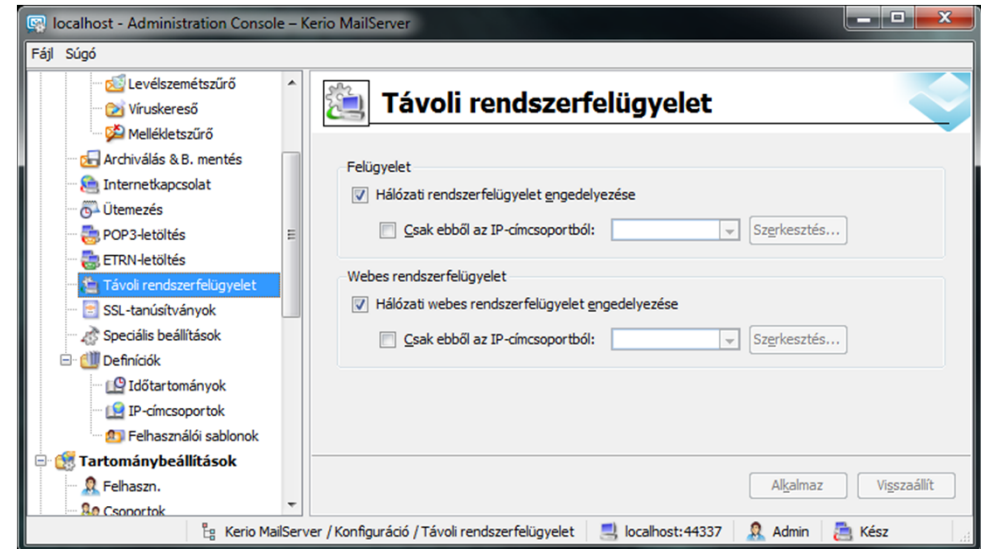 localhost - Administration Console – Kerio MailServer
Fájl Súgó
Levélszemétszűrő
Víruskereső
Mellékletszűrő
Archiválás & B. mentés
Internetkapcsolat
Ütemezés
POP3-letöltés
ETRN-letöltés
Távoli rendszerfelügyelet
SSL-tanúsítványok
Speciális beállítások
Definíciók
Időtartományok
IP-címcsoportok
Felhasználói sablonok
Tartománybeállítások
Felhaszn.
Csoportok
Távoli rendszerfelügyelet
Felügyelet
Hálózati rendszerfelügyelet engedelyezése
Csak ebből az IP-címcsoportból: Szerkesztés...
Webes rendszerfelügyelet
Hálózati webes rendszerfelügyelet engedelyezése
Csak ebből az IP-címcsoportból: Szerkesztés...
Alkalmaz Visszaállít
Kerio MailServer / Konfiguráció / Távoli rendszerfelügyelet localhost:44337 Admin Kész